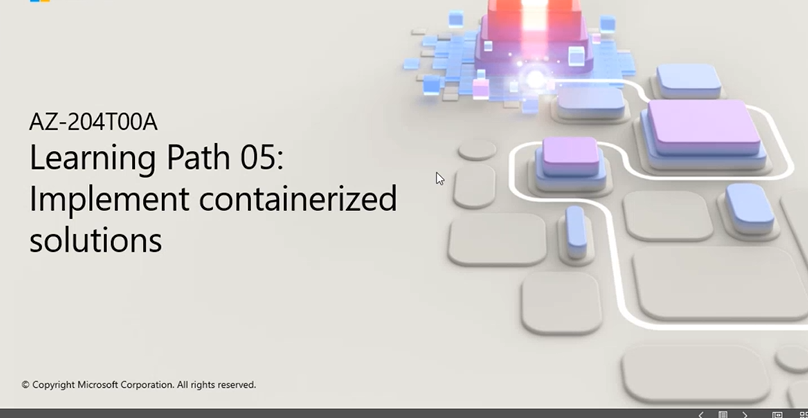 AZ-204T00A
Learning Path 05:
Implement containerized
solutions
© Copyright Microsoft Corporation. All rights reserved.